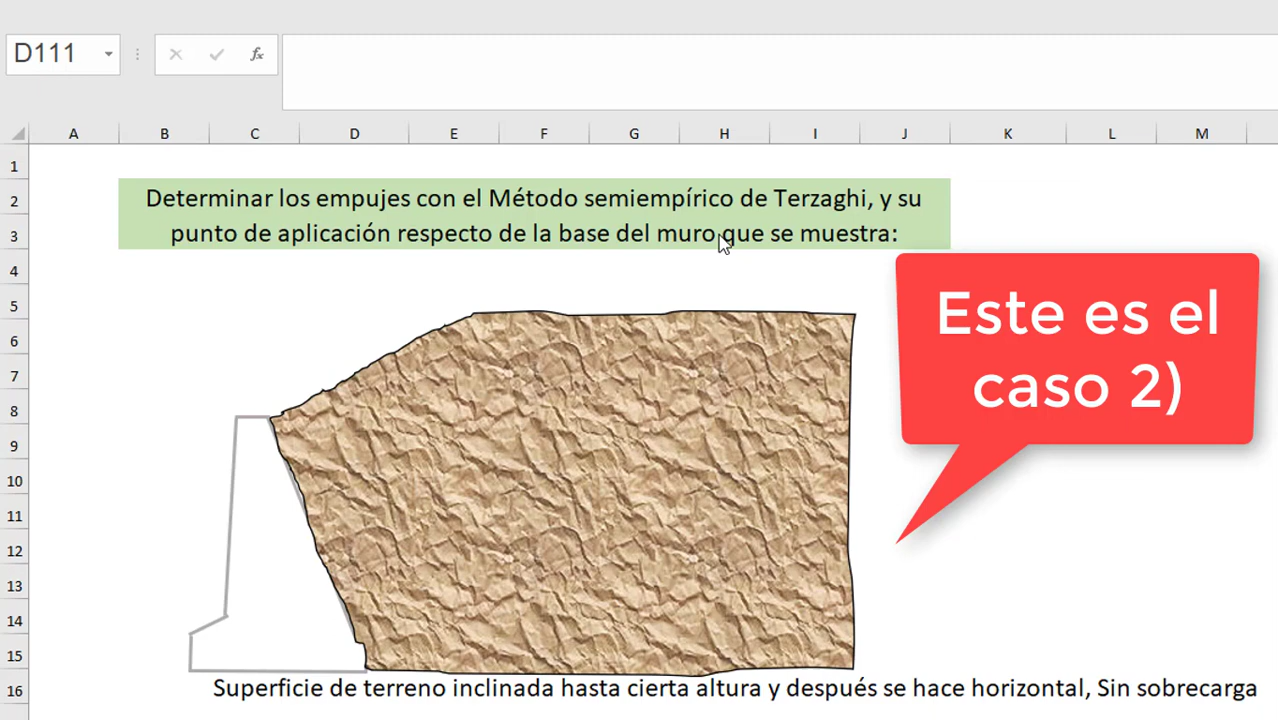 D111
fx
A B C D E F G H I J K L M
1
2
3
4
5
6
7
8
9
10
11
12
13
14
15
16
Determinar los empujes con el Método semiempírico de Terzaghi, y su
punto de aplicación respecto de la base del muro que se muestra:
Este es el
caso 2)
Superficie de terreno inclinada hasta cierta altura y después se hace horizontal, Sin sobrecarga